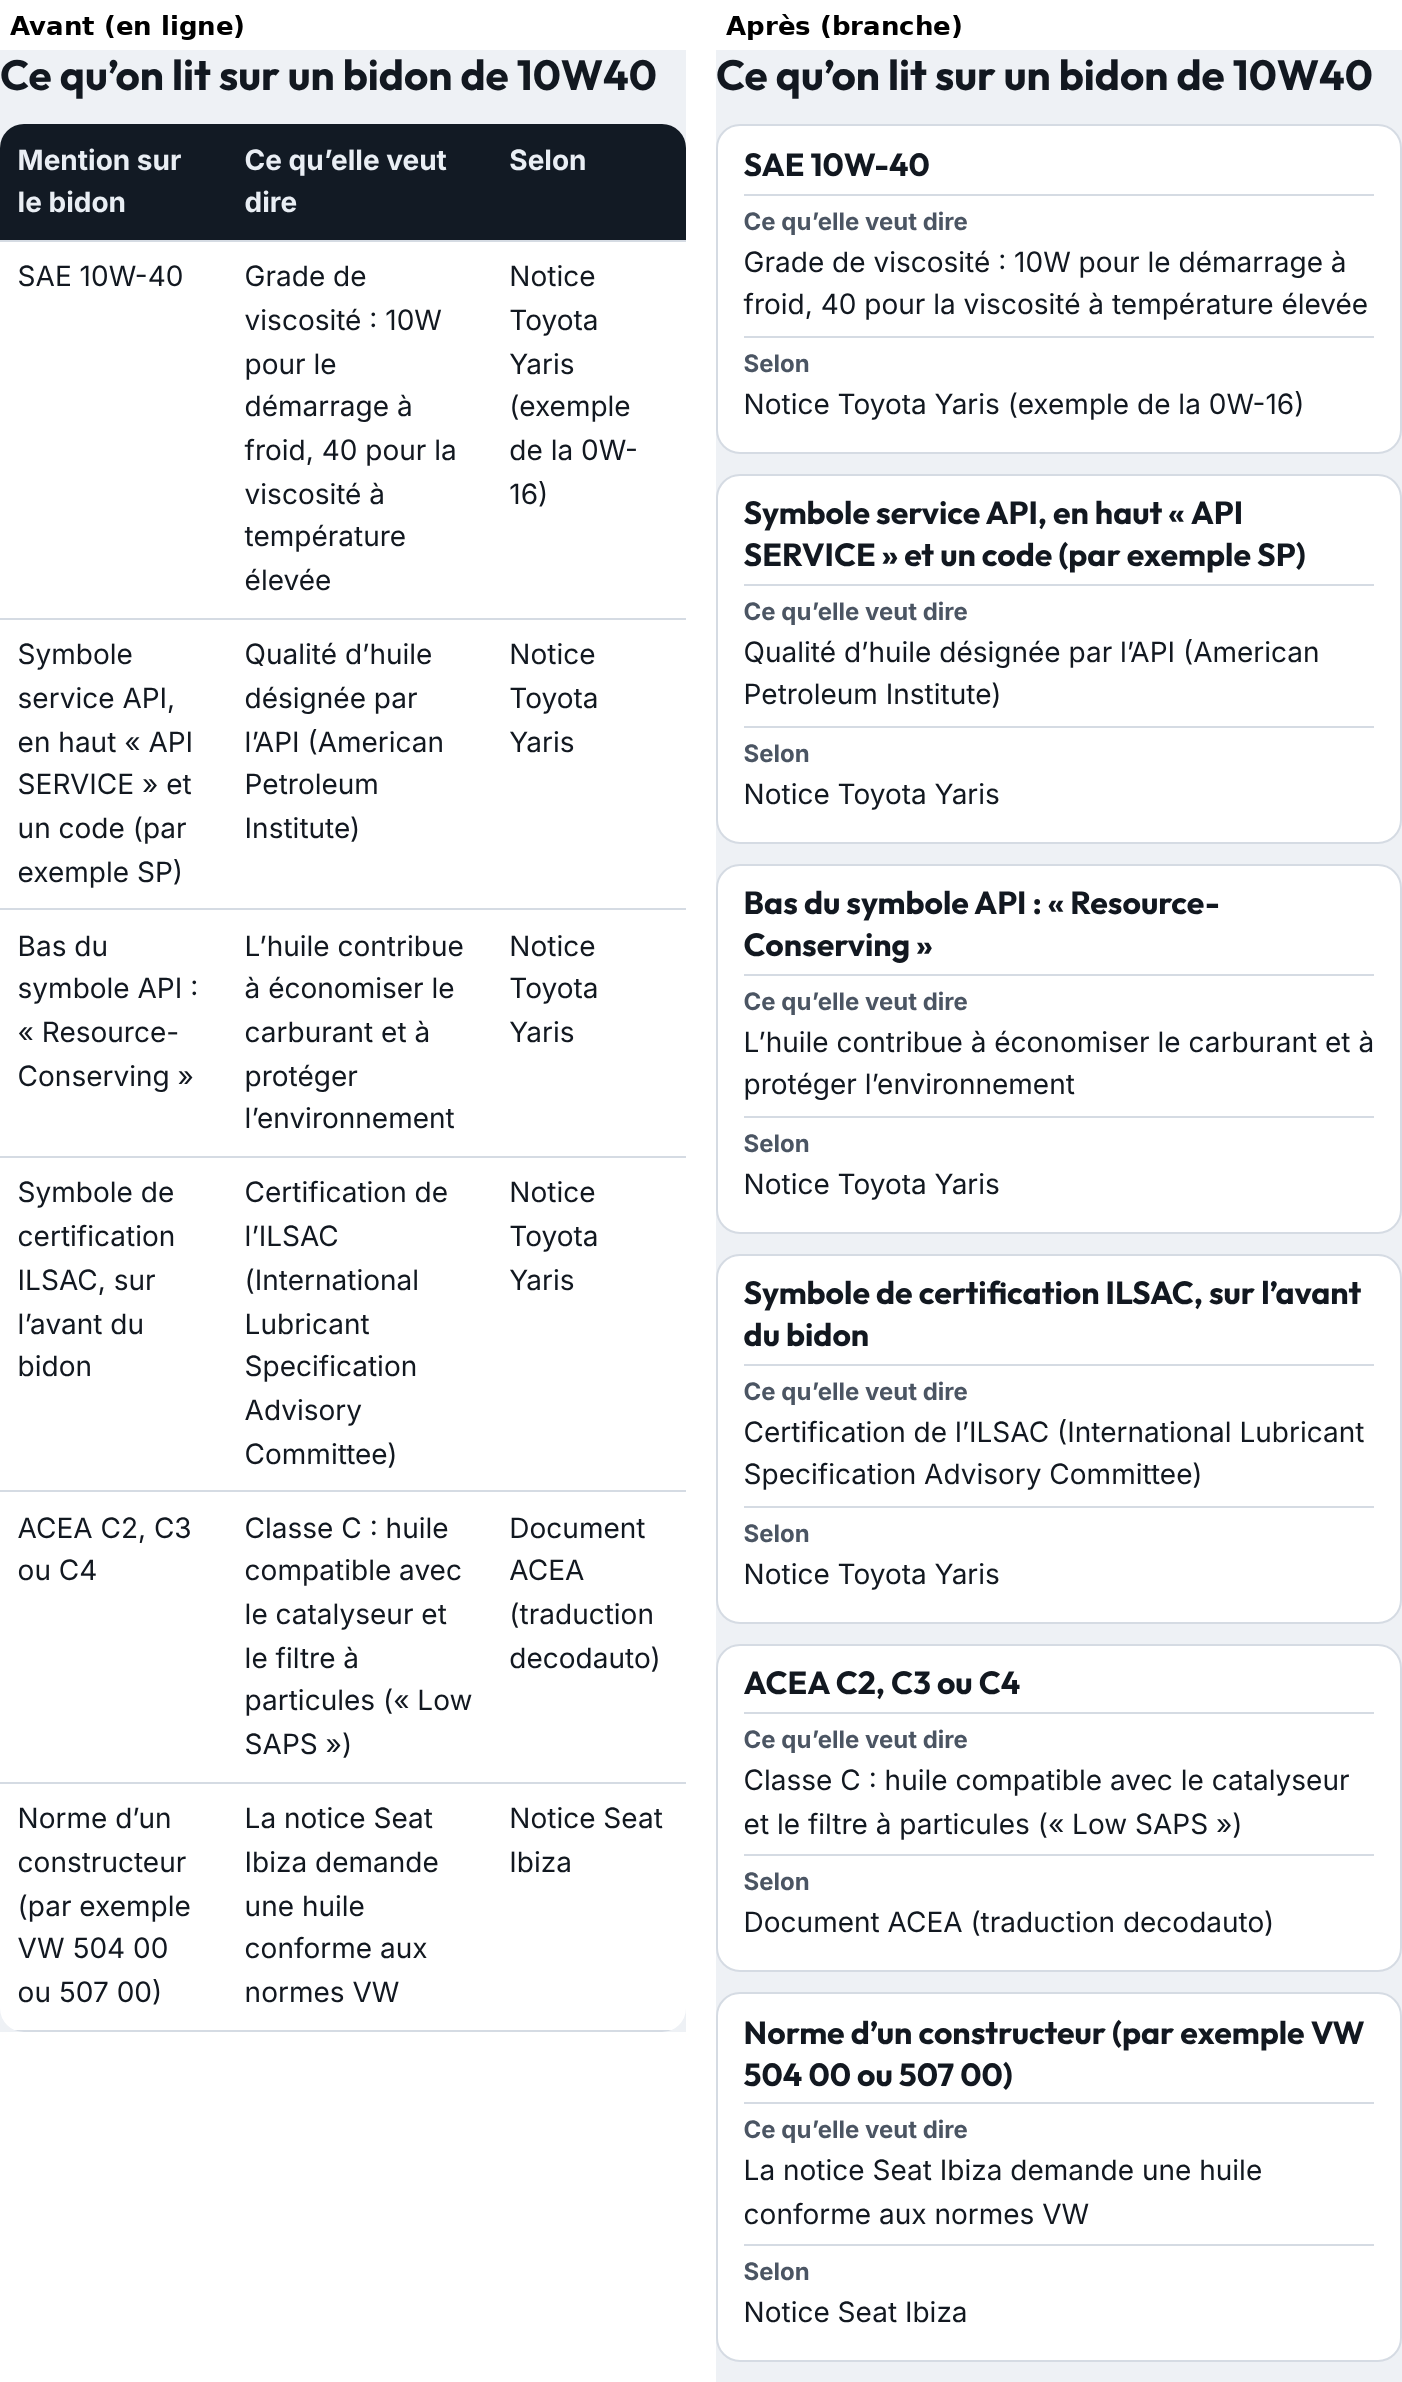 Avant (en ligne)
Ce qu’on lit sur un bidon de 10W40
Mention sur
le bidon
Ce qu’elle veut
dire
Selon
SAE 10W-40
Grade de
viscosité : 10W
pour le
démarrage à
froid, 40 pour la
viscosité à
température
élevée
Notice
Toyota
Yaris
(exemple
de la 0W-
16)
Symbole
service API,
en haut « API
SERVICE » et
un code (par
exemple SP)
Qualité d’huile
désignée par
l’API (American
Petroleum
Institute)
Notice
Toyota
Yaris
Bas du
symbole API :
« Resource-
Conserving »
L’huile contribue
à économiser le
carburant et à
protéger
l’environnement
Notice
Toyota
Yaris
Symbole de
certification
ILSAC, sur
l’avant du
bidon
Certification de
l’ILSAC
(International
Lubricant
Specification
Advisory
Committee)
Notice
Toyota
Yaris
ACEA C2, C3
ou C4
Classe C : huile
compatible avec
le catalyseur et
le filtre à
particules (« Low
SAPS »)
Document
ACEA
(traduction
decodauto)
Norme d’un
constructeur
(par exemple
VW 504 00
ou 507 00)
La notice Seat
Ibiza demande
une huile
conforme aux
normes VW
Notice Seat
Ibiza
Après (branche)
Ce qu’on lit sur un bidon de 10W40
SAE 10W-40
Ce qu’elle veut dire
Grade de viscosité : 10W pour le démarrage à
froid, 40 pour la viscosité à température élevée
Selon
Notice Toyota Yaris (exemple de la 0W-16)
Symbole service API, en haut « API
SERVICE » et un code (par exemple SP)
Ce qu’elle veut dire
Qualité d’huile désignée par l’API (American
Petroleum Institute)
Selon
Notice Toyota Yaris
Bas du symbole API : « Resource-
Conserving »
Ce qu’elle veut dire
L’huile contribue à économiser le carburant et à
protéger l’environnement
Selon
Notice Toyota Yaris
Symbole de certification ILSAC, sur l’avant
du bidon
Ce qu’elle veut dire
Certification de l’ILSAC (International Lubricant
Specification Advisory Committee)
Selon
Notice Toyota Yaris
ACEA C2, C3 ou C4
Ce qu’elle veut dire
Classe C : huile compatible avec le catalyseur
et le filtre à particules (« Low SAPS »)
Selon
Document ACEA (traduction decodauto)
Norme d’un constructeur (par exemple VW
504 00 ou 507 00)
Ce qu’elle veut dire
La notice Seat Ibiza demande une huile
conforme aux normes VW
Selon
Notice Seat Ibiza